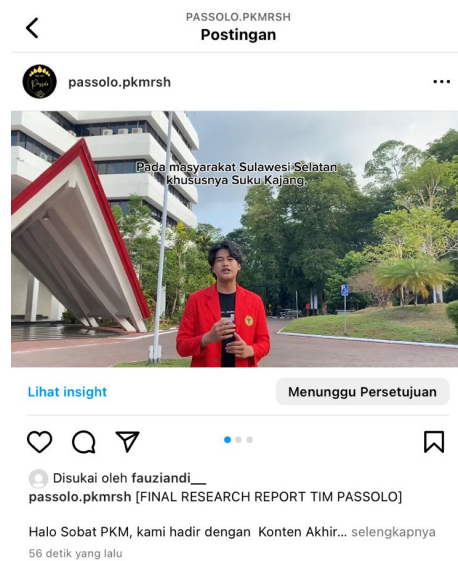 PASSOLO.PKMRSH
Postingan
passolo.pkmrsh
Pada masyarakat Sulawesi Selatan
khususnya Suku Kajang,
Lihat insight
Menunggu Persetujuan
Disukai oleh fauziandi__
passolo.pkmrsh [FINAL RESEARCH REPORT TIM PASSOLO]
Halo Sobat PKM, kami hadir dengan  Konten Akhir... selengkapnya
56 detik yang lalu